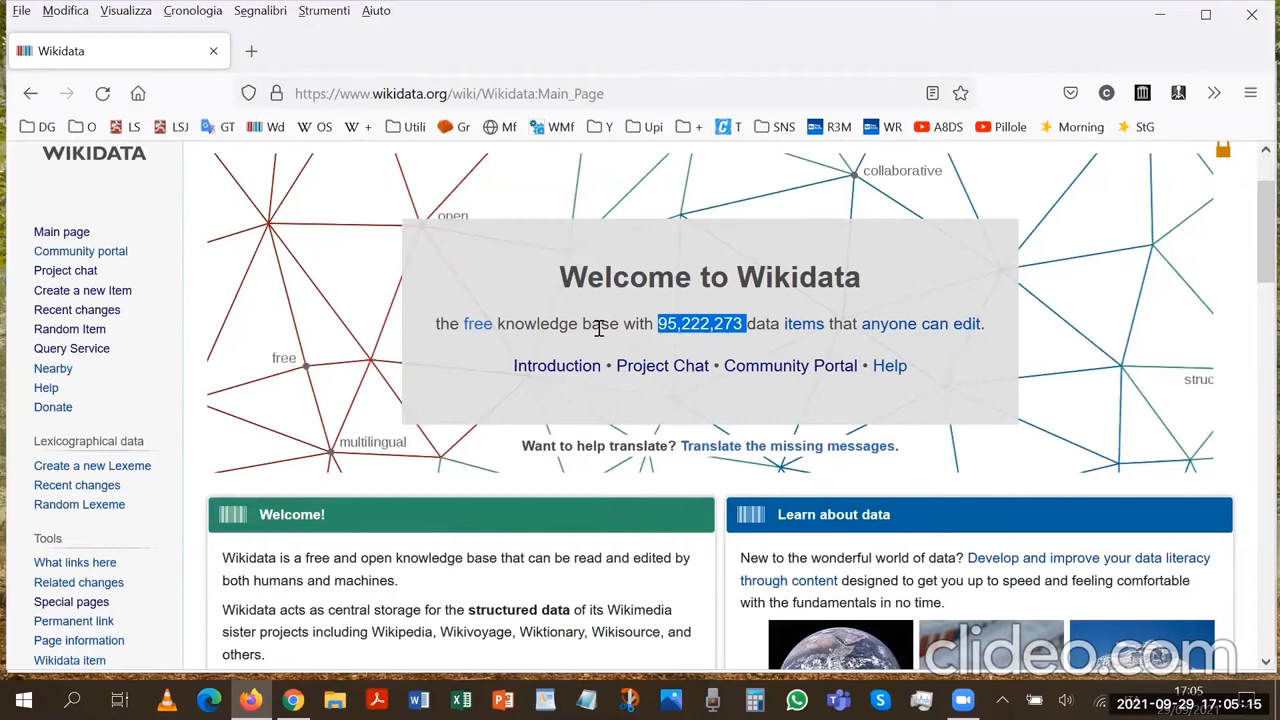 File Modifica Visualizza Cronologia Segnalibri Strumenti Aiuto
Wikidata
https://www.wikidata.org/wiki/Wikidata:Main_Page
DG O LS LSJ GT Wd OS + Utili Gr Mf WMf Y Upi + T SNS R3M WR A8DS Pillole Morning StG
WIKIDATA
Main page
Community portal
Project chat
Create a new Item
Recent changes
Random Item
Query Service
Nearby
Help
Donate
Lexicographical data
Create a new Lexeme
Recent changes
Random Lexeme
Tools
What links here
Related changes
Special pages
Permanent link
Page information
Wikidata item
collaborative
open
free
multilingual
struc
Welcome to Wikidata
the free knowledge base with 95,222,273 data items that anyone can edit.
Introduction • Project Chat • Community Portal • Help
Want to help translate? Translate the missing messages.
Welcome!
Wikidata is a free and open knowledge base that can be read and edited by
both humans and machines.
Wikidata acts as central storage for the structured data of its Wikimedia
sister projects including Wikipedia, Wikivoyage, Wiktionary, Wikisource, and
others.
Learn about data
New to the wonderful world of data? Develop and improve your data literacy
through content designed to get you up to speed and feeling comfortable
with the fundamentals in no time.
clideo.com
17:05
2021-09-29 17:05:15